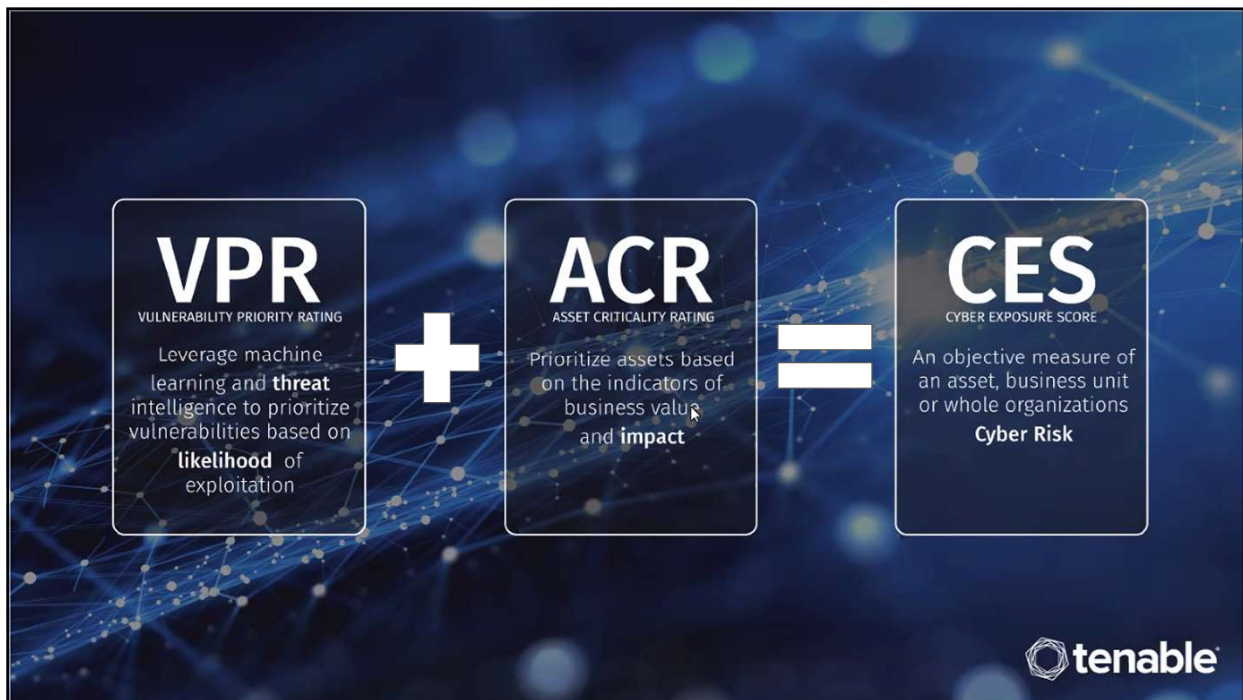 VPR
VULNERABILITY PRIORITY RATING
Leverage machine
learning and threat
intelligence to prioritize
vulnerabilities based on
likelihood of
exploitation
ACR
ASSET CRITICALITY RATING
Prioritize assets based
on the indicators of
business value
and impact
CES
CYBER EXPOSURE SCORE
An objective measure of
an asset, business unit
or whole organizations
Cyber Risk
tenable